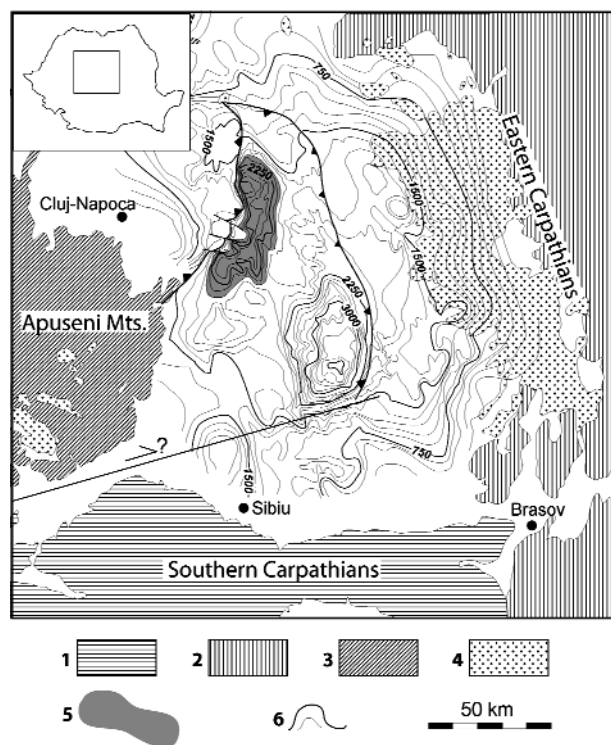 750
1500
2250
Eastern Carpathians
Cluj-Napoca
1500
1500
2250
3000
Apuseni Mts.
?
750
1500
Sibiu
Brasov
Southern Carpathians
1
2
3
4
5
6
50 km